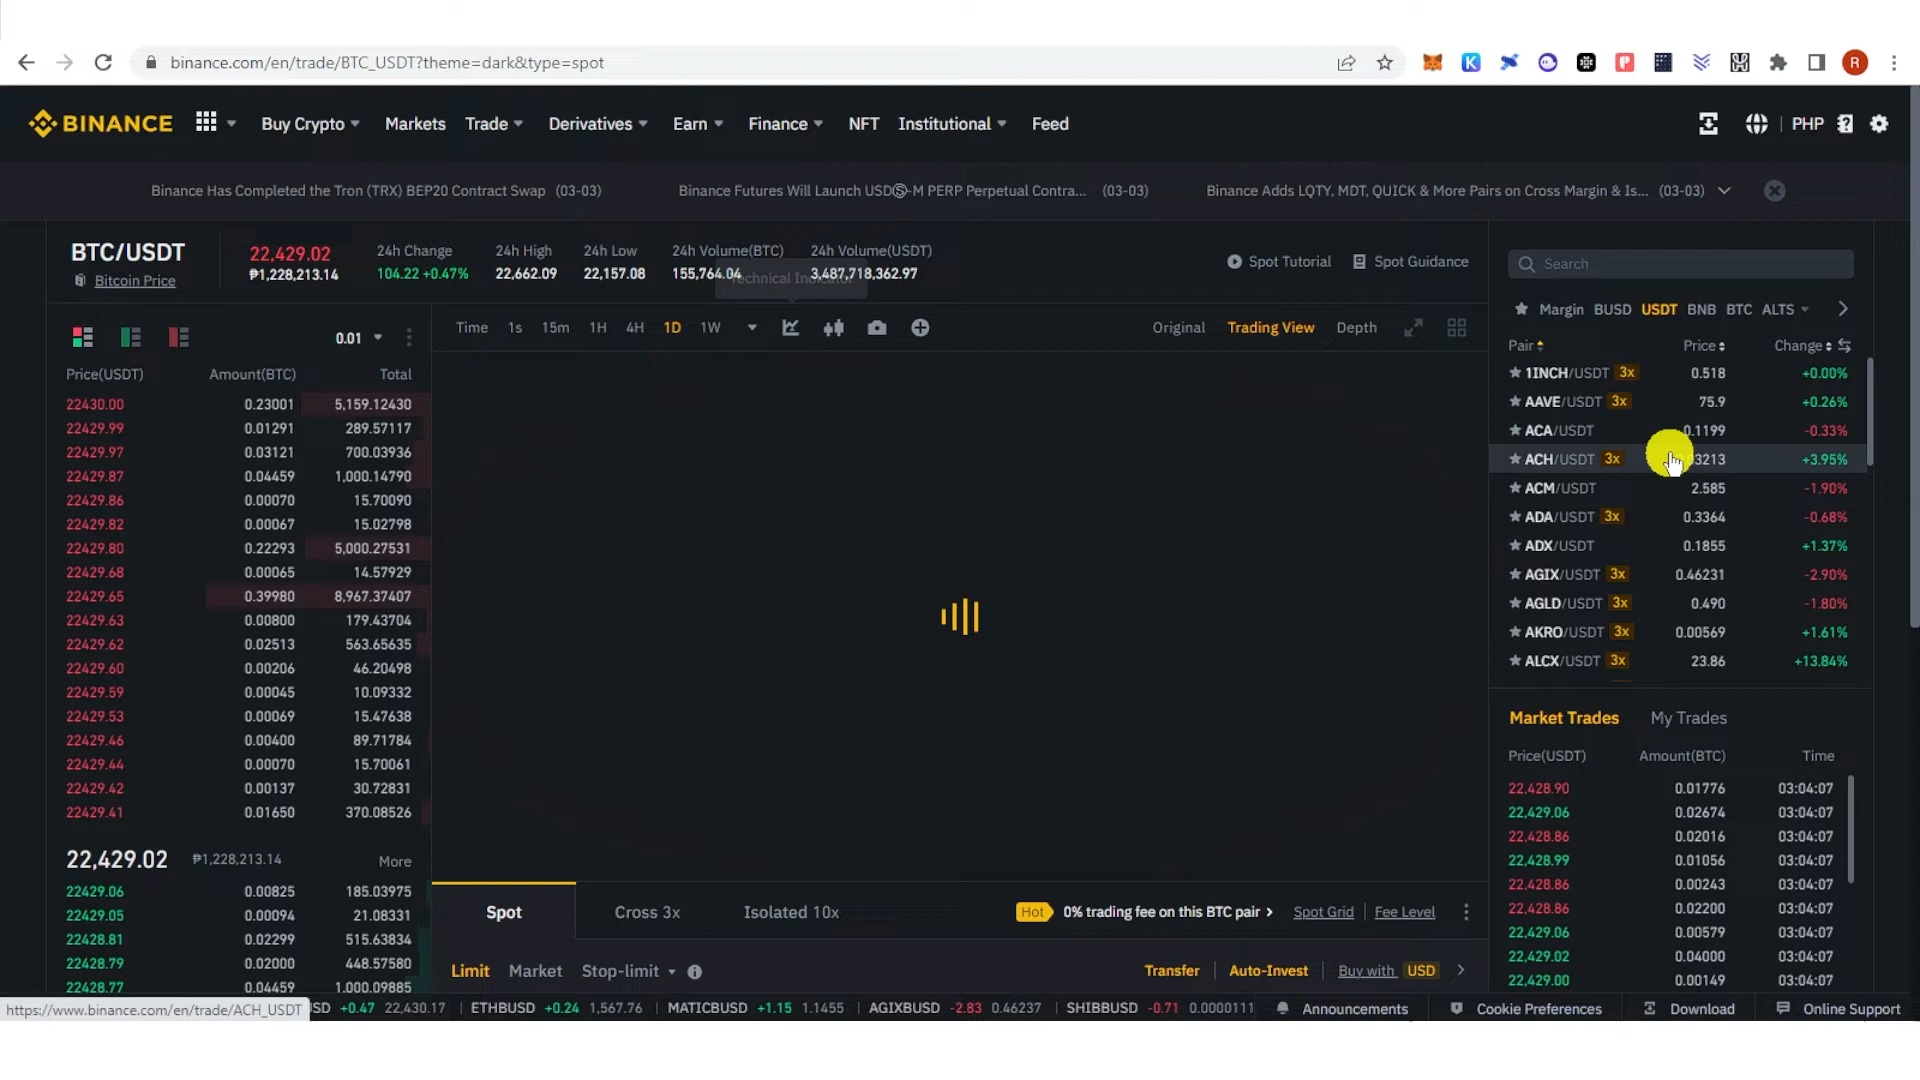 binance.com/en/trade/BTC_USDT?theme=dark&type=spot
R
BINANCE Buy Crypto Markets Trade Derivatives Earn Finance NFT Institutional Feed PHP
Binance Has Completed the Tron (TRX) BEP20 Contract Swap (03-03) Binance Futures Will Launch USDⓈ-M PERP Perpetual Contra... (03-03) Binance Adds LQTY, MDT, QUICK & More Pairs on Cross Margin & Is... (03-03)
BTC/USDT
Bitcoin Price
22,429.02
₱1,228,213.14
24h Change
104.22 +0.47%
24h High
22,662.09
24h Low
22,157.08
24h Volume(BTC)
155,764.04
24h Volume(USDT)
3,487,718,362.97
Technical Indicator
Spot Tutorial Spot Guidance
0.01
Price(USDT) Amount(BTC) Total
22430.00 0.23001 5,159.12430
22429.99 0.01291 289.57117
22429.97 0.03121 700.03936
22429.87 0.04459 1,000.14790
22429.86 0.00070 15.70090
22429.82 0.00067 15.02798
22429.80 0.22293 5,000.27531
22429.68 0.00065 14.57929
22429.65 0.39980 8,967.37407
22429.63 0.00800 179.43704
22429.62 0.02513 563.65635
22429.60 0.00206 46.20498
22429.59 0.00045 10.09332
22429.53 0.00069 15.47638
22429.46 0.00400 89.71784
22429.44 0.00070 15.70061
22429.42 0.00137 30.72831
22429.41 0.01650 370.08526
22,429.02 ₱1,228,213.14 More
22429.06 0.00825 185.03975
22429.05 0.00094 21.08331
22428.81 0.02299 515.63834
22428.79 0.02000 448.57580
22428.77 0.04459 1,000.09885
Time 1s 15m 1H 4H 1D 1W Original Trading View Depth
Spot Cross 3x Isolated 10x Hot 0% trading fee on this BTC pair Spot Grid Fee Level
Limit Market Stop-limit Transfer Auto-Invest Buy with USD
Search
Margin BUSD USDT BNB BTC ALTS
Pair Price Change
1INCH/USDT 3x 0.518 +0.00%
AAVE/USDT 3x 75.9 +0.26%
ACA/USDT 0.1199 -0.33%
ACH/USDT 3x 03213 +3.95%
ACM/USDT 2.585 -1.90%
ADA/USDT 3x 0.3364 -0.68%
ADX/USDT 0.1855 +1.37%
AGIX/USDT 3x 0.46231 -2.90%
AGLD/USDT 3x 0.490 -1.80%
AKRO/USDT 3x 0.00569 +1.61%
ALCX/USDT 3x 23.86 +13.84%
Market Trades My Trades
Price(USDT) Amount(BTC) Time
22,428.90 0.01776 03:04:07
22,429.06 0.02674 03:04:07
22,428.86 0.02016 03:04:07
22,428.99 0.01056 03:04:07
22,428.86 0.00243 03:04:07
22,428.86 0.02200 03:04:07
22,429.06 0.00579 03:04:07
22,429.02 0.04000 03:04:07
22,429.00 0.00149 03:04:07
https://www.binance.com/en/trade/ACH_USDT SD +0.47 22,430.17 ETHBUSD +0.24 1,567.76 MATICBUSD +1.15 1.1455 AGIXBUSD -2.83 0.46237 SHIBBUSD -0.71 0.0000111 Announcements Cookie Preferences Download Online Support